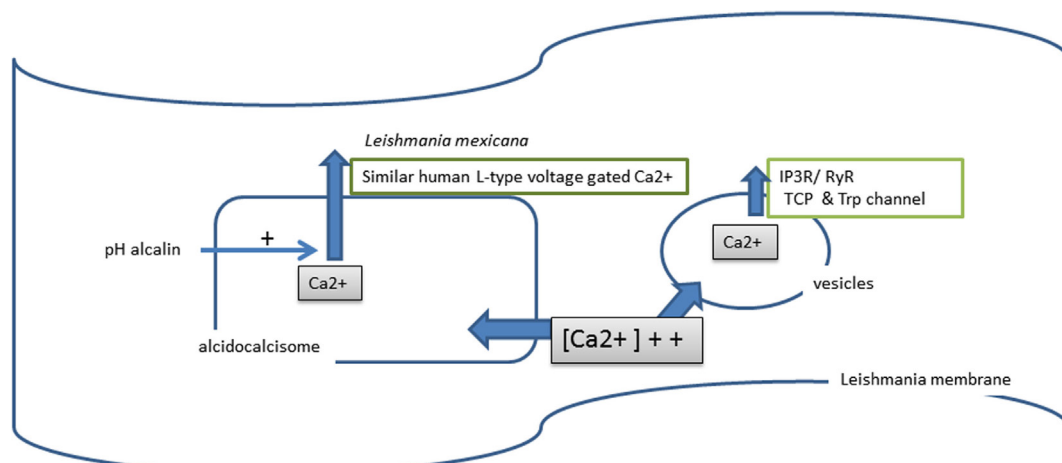 Leishmania mexicana
Similar human L-type voltage gated Ca2+
IP3R/ RyR
TCP & Trp channel
pH alcalin
+
Ca2+
Ca2+
vesicles
[Ca2+ ] + +
alcidocalcisome
Leishmania membrane